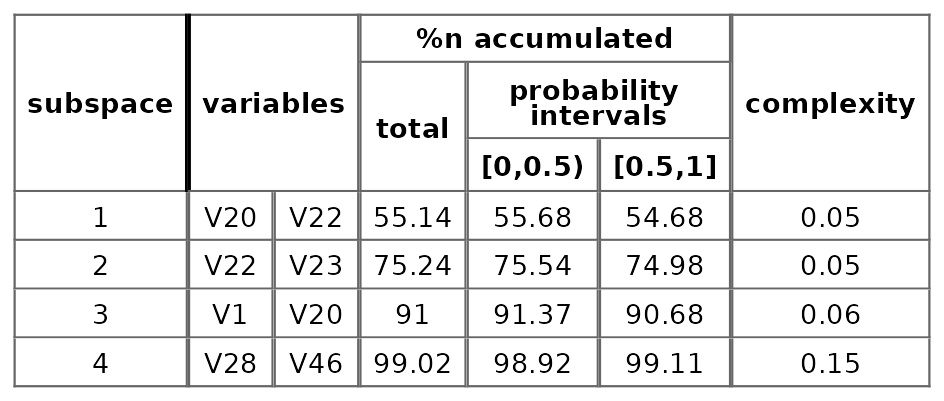 %n accumulated
subspace variables total probability intervals complexity
[0,0.5) [0.5,1]
1 V20 V22 55.14 55.68 54.68 0.05
2 V22 V23 75.24 75.54 74.98 0.05
3 V1 V20 91 91.37 90.68 0.06
4 V28 V46 99.02 98.92 99.11 0.15